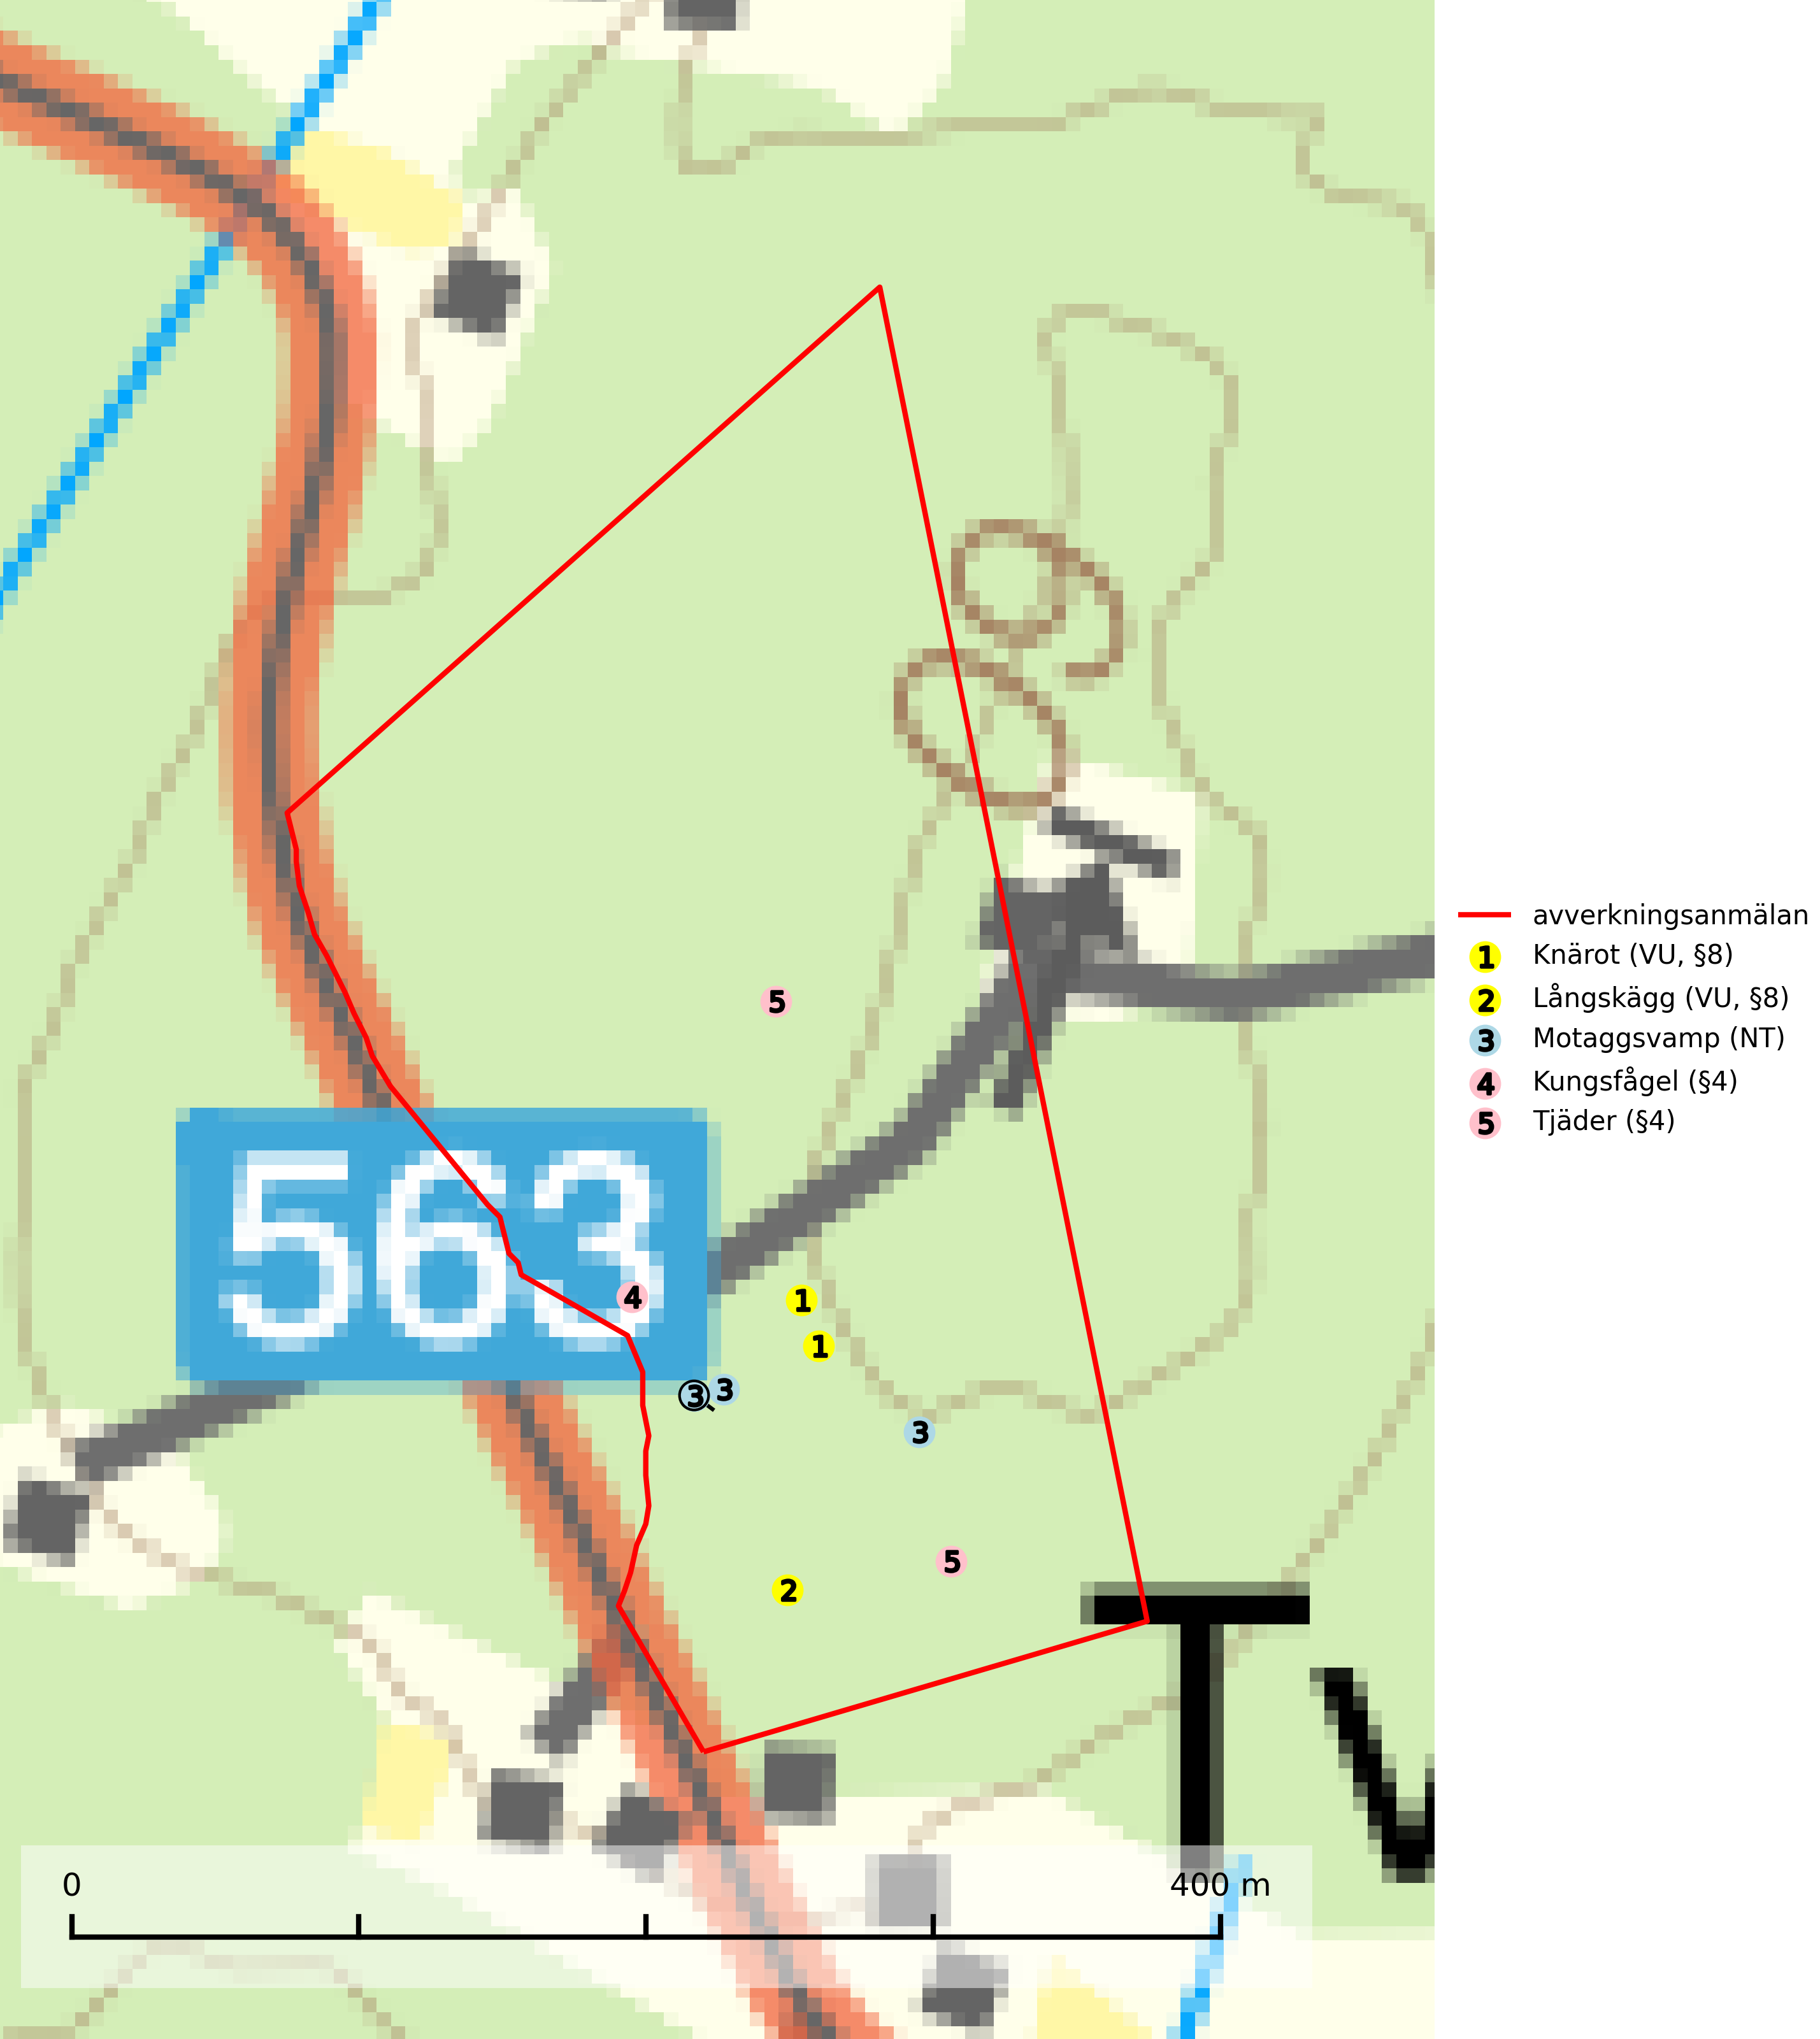 5
563
4
1
1
3
3
3
5
2
0
400 m
avverkningsanmälan
1 Knärot (VU, §8)
2 Långskägg (VU, §8)
3 Motaggsvamp (NT)
4 Kungsfågel (§4)
5 Tjäder (§4)